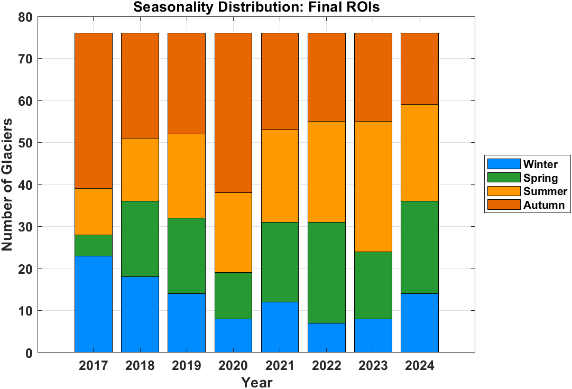 Seasonality Distribution: Final ROIs
Number of Glaciers
80
70
60
50
40
30
20
10
0
2017 2018 2019 2020 2021 2022 2023 2024
Year
Winter
Spring
Summer
Autumn